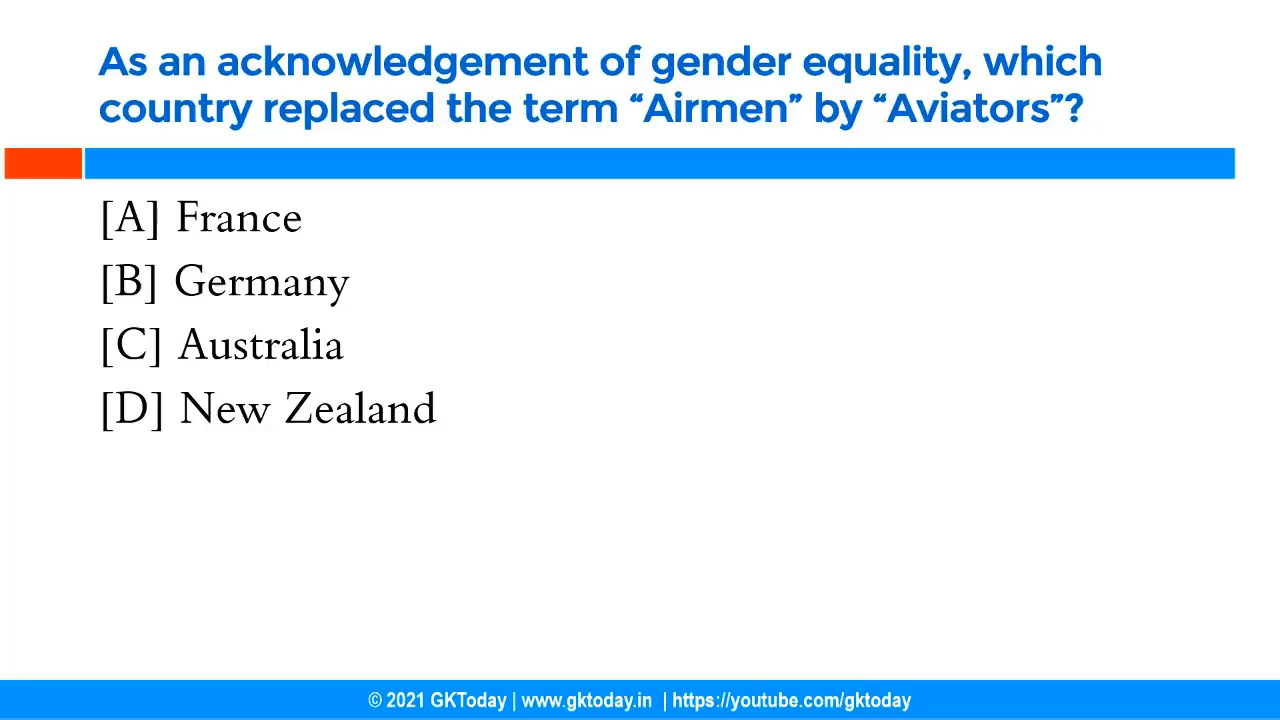 As an acknowledgement of gender equality, which
country replaced the term “Airmen” by “Aviators”?
[A] France
[B] Germany
[C] Australia
[D] New Zealand
© 2021 GKToday | www.gktoday.in | https://youtube.com/gktoday